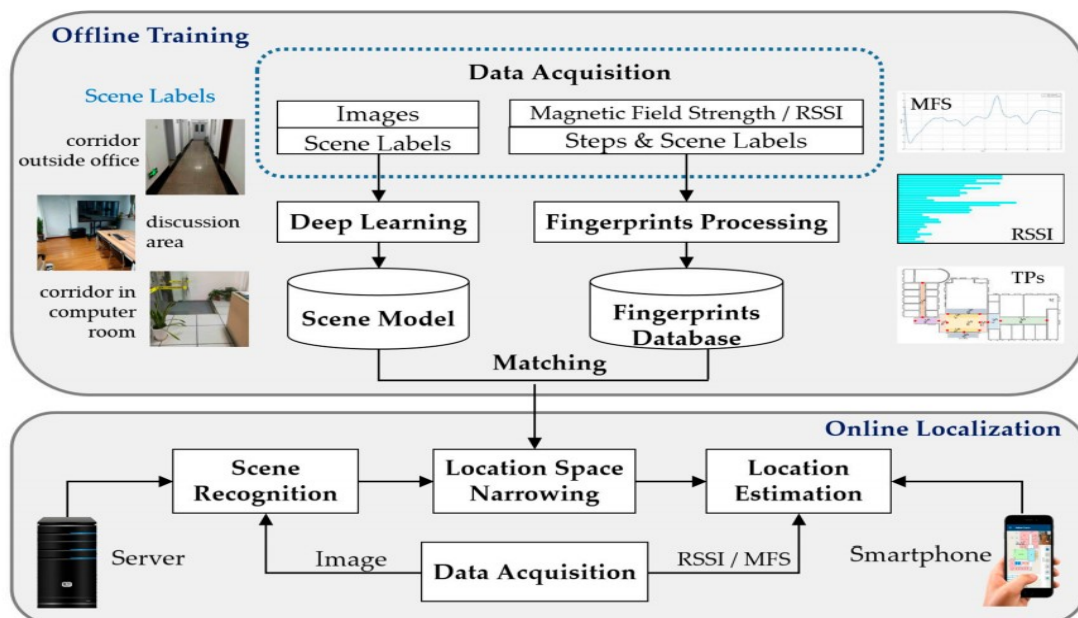 Offline Training
Data Acquisition
Scene Labels
Images
Scene Labels
Magnetic Field Strength / RSSI
Steps & Scene Labels
MFS
corridor
outside office
discussion
area
corridor in
computer
room
Deep Learning
Fingerprints Processing
RSSI
Scene Model
Fingerprints
Database
TPs
Matching
Online Localization
Scene
Recognition
Location Space
Narrowing
Location
Estimation
Server
Image
Data Acquisition
RSSI / MFS
Smartphone